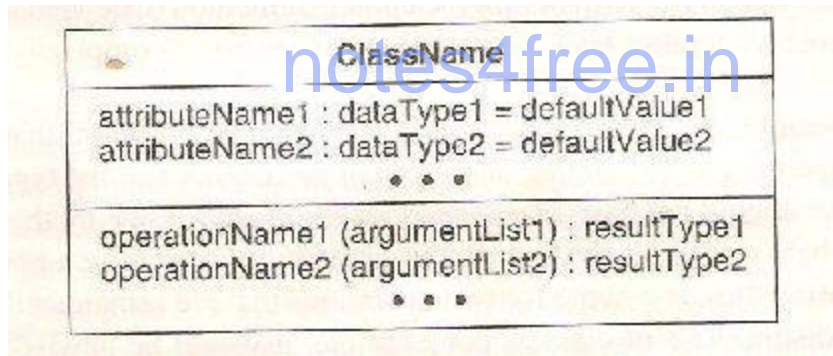 ClassName
notes4free.in
attributeName1 : dataType1 = defaultValue1
attributeName2 : dataType2 = defaultValue2
• • •
operationName1 (argumentList1) : resultType1
operationName2 (argumentList2) : resultType2
• • •